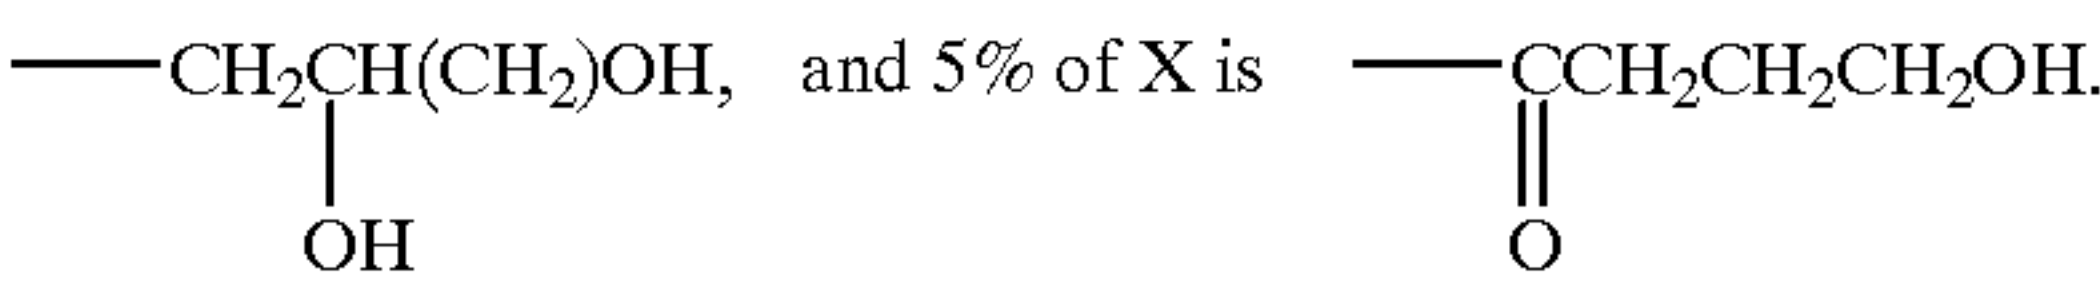 —CH₂CH(CH₂)OH, and 5% of X is —CCH₂CH₂CH₂OH.
OH O